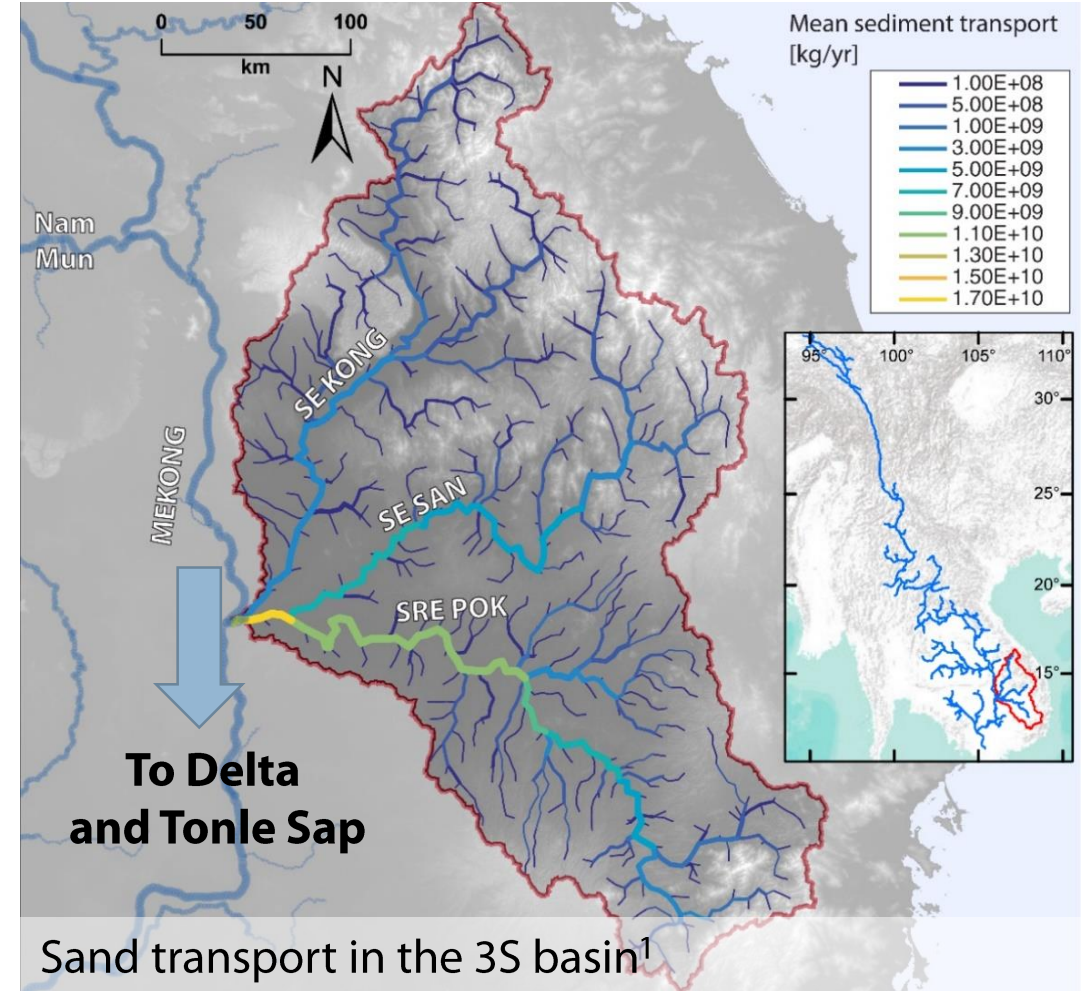 0 50 100
km
N
Mean sediment transport
[kg/yr]
1.00E+08
5.00E+08
1.00E+09
3.00E+09
5.00E+09
7.00E+09
9.00E+09
1.10E+10
1.30E+10
1.50E+10
1.70E+10
Nam
Mun
SE KONG
MEKONG
SE SAN
SRE POK
95° 100° 105° 110°
30°
25°
20°
15°
To Delta
and Tonle Sap
Sand transport in the 3S basin¹